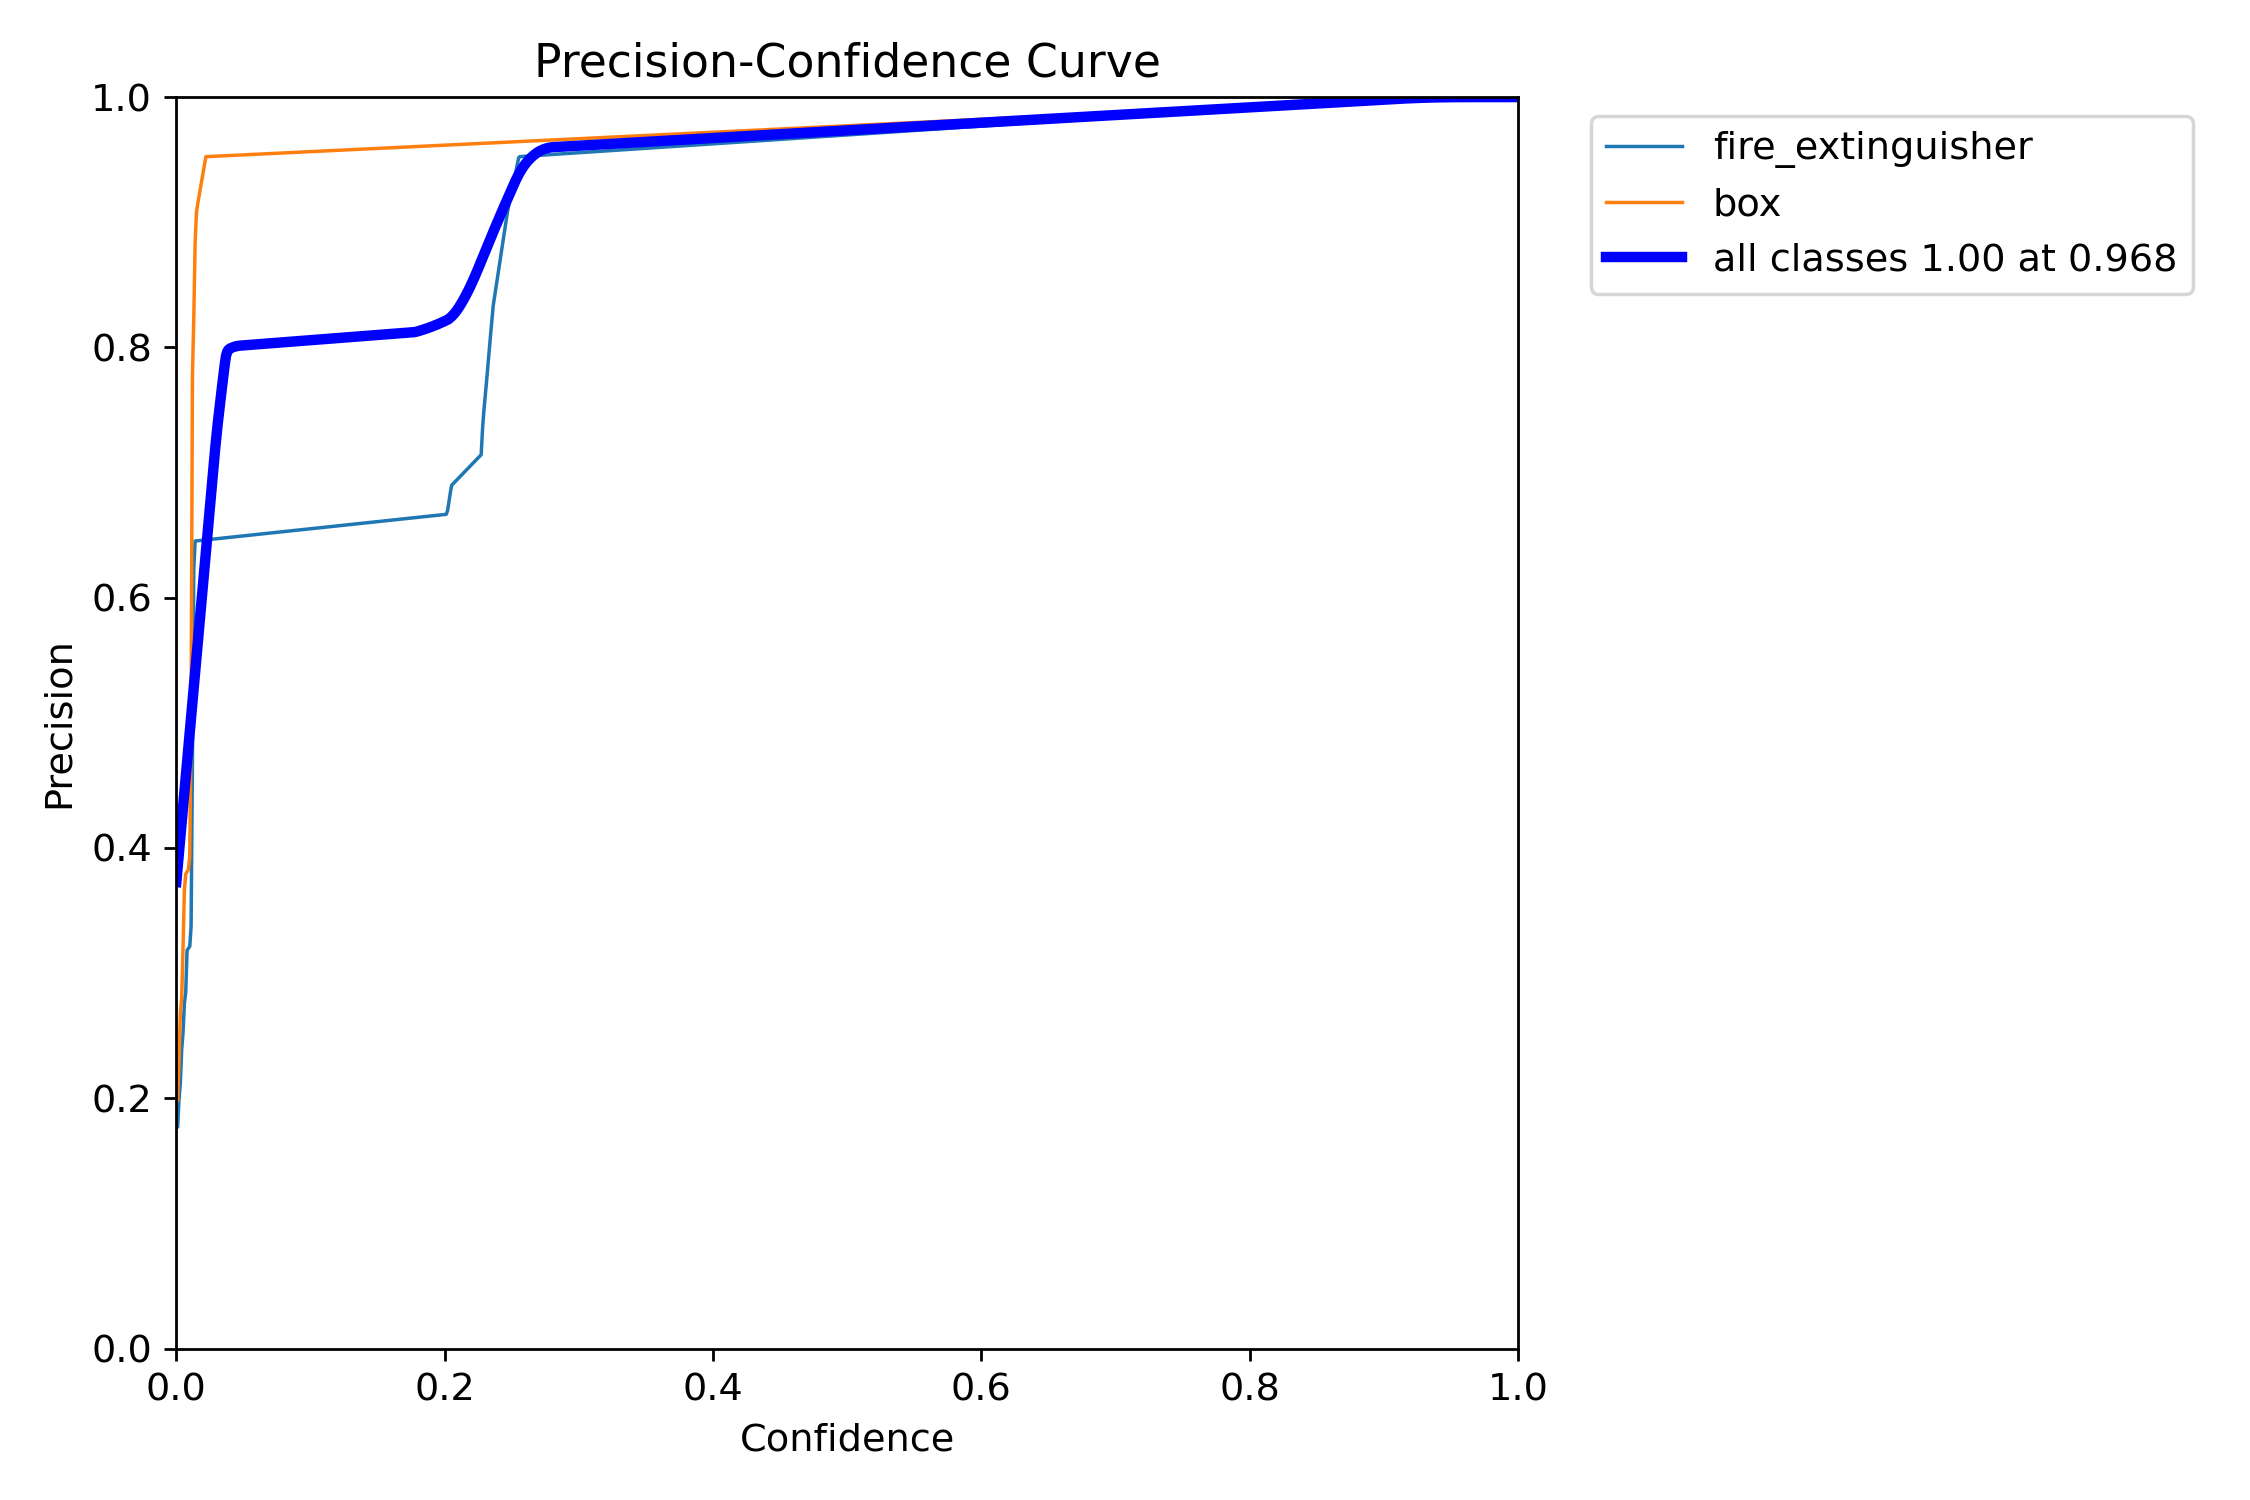 Precision-Confidence Curve
1.0
0.8
0.6
0.4
0.2
0.0
Precision
0.0 0.2 0.4 0.6 0.8 1.0
Confidence
fire_extinguisher
box
all classes 1.00 at 0.968